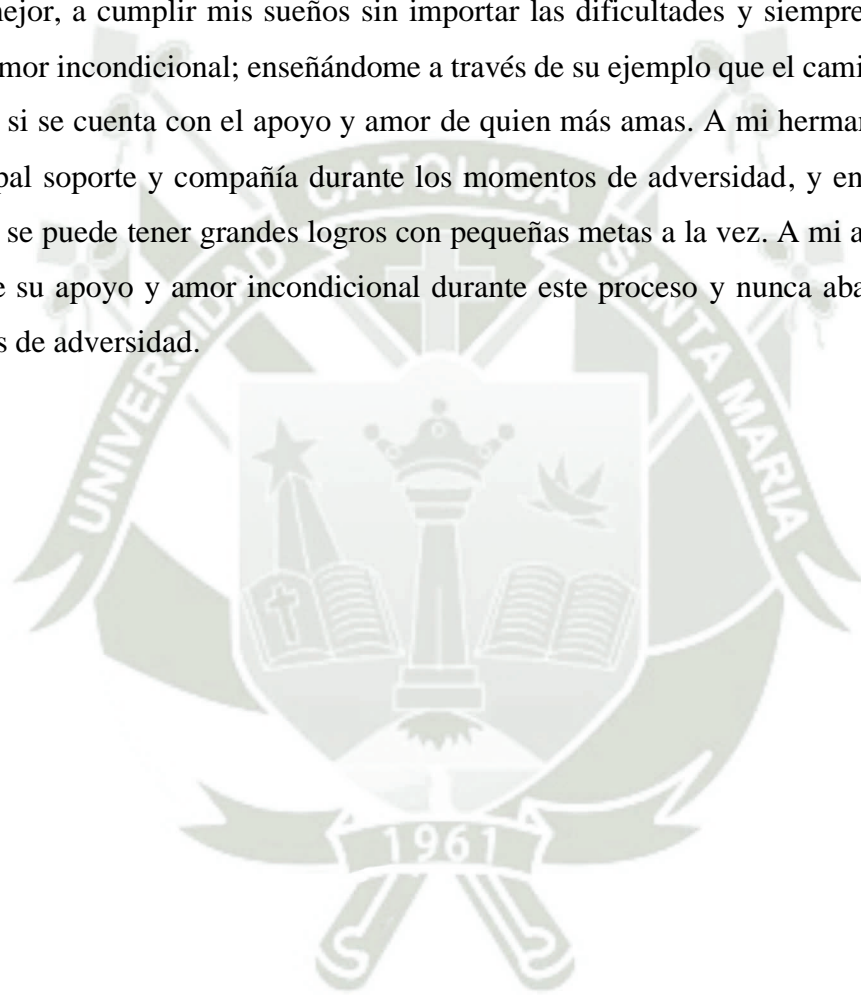 nejor, a cumplir mis sueños sin importar las dificultades y siempre
mor incondicional; enseñándome a través de su ejemplo que el cami
si se cuenta con el apoyo y amor de quien más amas. A mi herman
pal soporte y compañía durante los momentos de adversidad, y en
se puede tener grandes logros con pequeñas metas a la vez. A mi a
e su apoyo y amor incondicional durante este proceso y nunca aba
s de adversidad.
UNIVERSIDAD CATOLICA SANTA MARIA
1961